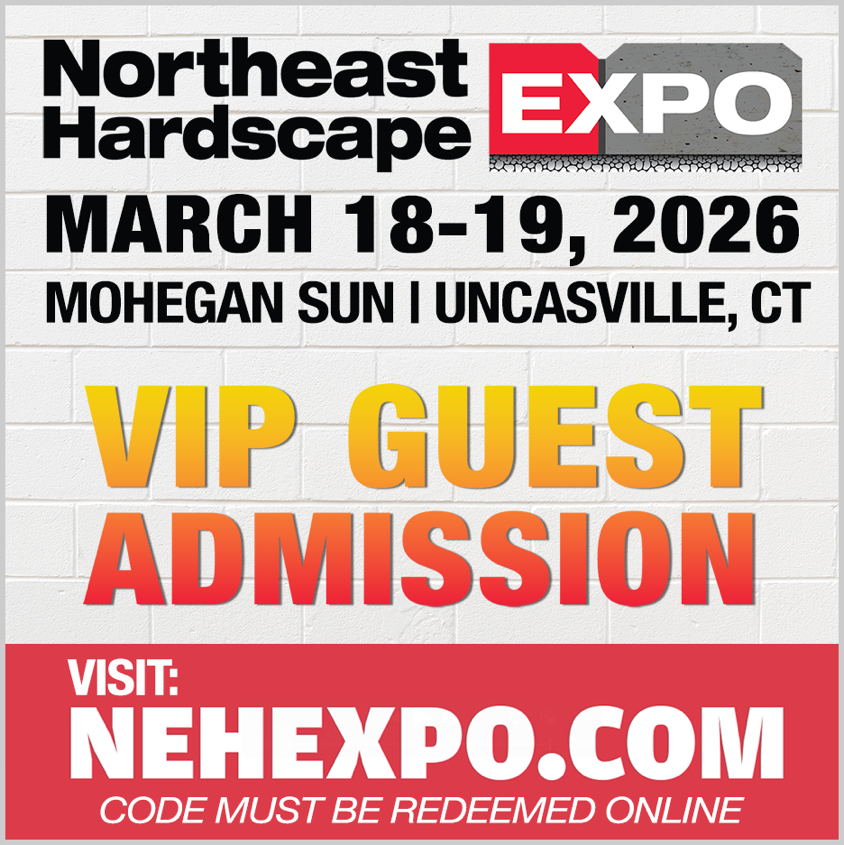 Northeast
Hardscape
EXPO
MARCH 18-19, 2026
MOHEGAN SUN | UNCASVILLE, CT
VIP GUEST
ADMISSION
VISIT:
NEHEXPO.COM
CODE MUST BE REDEEMED ONLINE